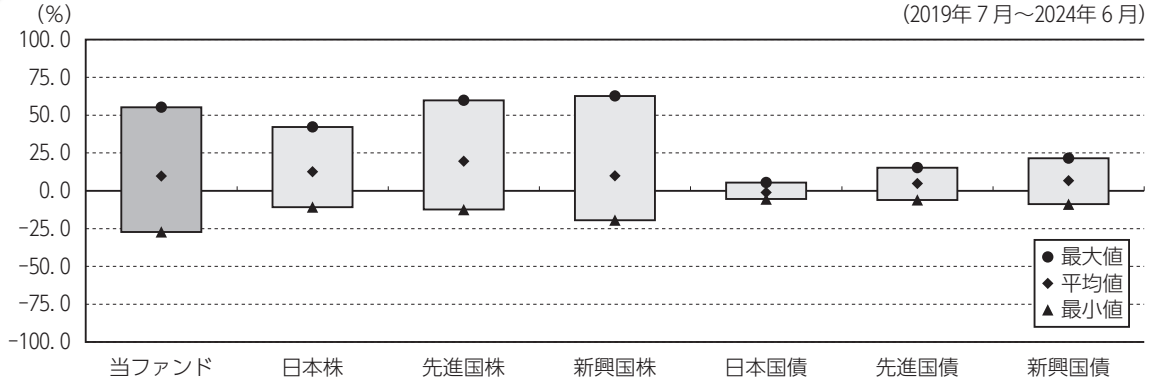 (%)
(2019年7月～2024年6月)
100.0
75.0
50.0
25.0
0.0
-25.0
-50.0
-75.0
-100.0
● 最大値
◆ 平均値
▲ 最小値
当ファンド 日本株 先進国株 新興国株 日本国債 先進国債 新興国債